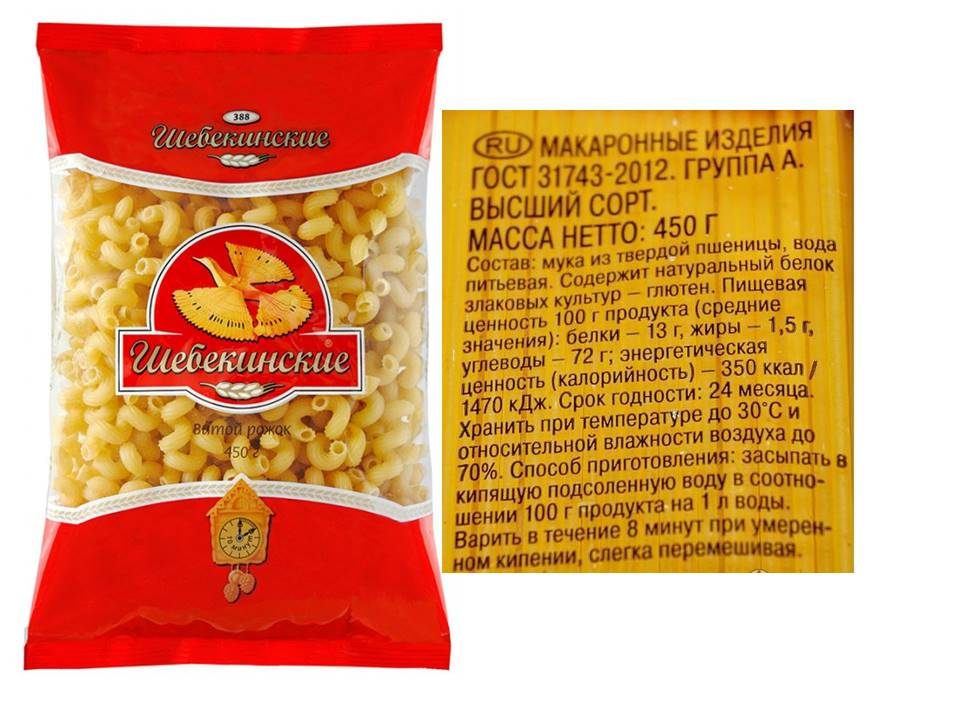 388
Шебекинские
Шебекинские
®
Витой рожок
450 г
10 минут
RU МАКАРОННЫЕ ИЗДЕЛИЯ
ГОСТ 31743-2012. ГРУППА А.
ВЫСШИЙ СОРТ.
МАССА НЕТТО: 450 Г
Состав: мука из твердой пшеницы, вода
питьевая. Содержит натуральный белок
злаковых культур – глютен. Пищевая
ценность 100 г продукта (средние
значения): белки – 13 г, жиры – 1,5 г,
углеводы – 72 г; энергетическая
ценность (калорийность) – 350 ккал /
1470 кДж. Срок годности: 24 месяца.
Хранить при температуре до 30°С и
относительной влажности воздуха до
70%. Способ приготовления: засыпать в
кипящую подсоленную воду в соотно-
шении 100 г продукта на 1 л воды.
Варить в течение 8 минут при умерен-
ном кипении, слегка перемешивая.